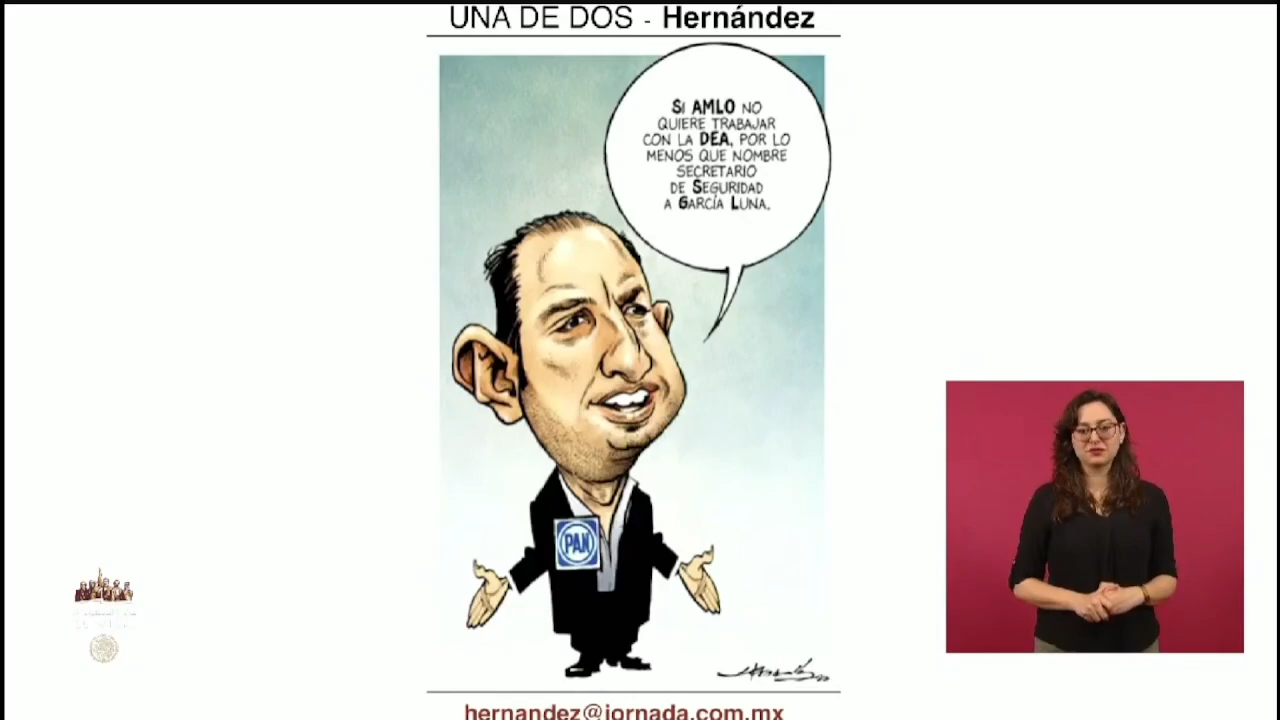 UNA DE DOS - Hernández
SI AMLO NO
QUIERE TRABAJAR
CON LA DEA, POR LO
MENOS QUE NOMBRE
SECRETARIO
DE SEGURIDAD
A GARCÍA LUNA.
PAN
hernandez@jornada.com.mx